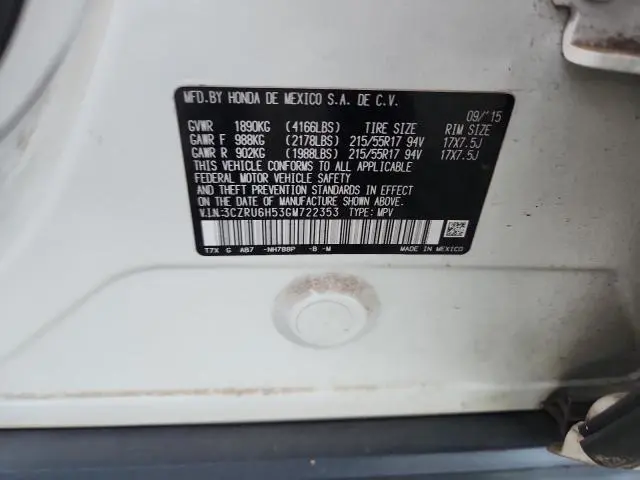 MFD.BY HONDA DE MEXICO S.A. DE C.V.
09/'15
GVWR 1890KG (4166LBS) TIRE SIZE RIM SIZE
GAWR F 988KG (2178LBS) 215/55R17 94V 17X7.5J
GAWR R 902KG (1988LBS) 215/55R17 94V 17X7.5J
THIS VEHICLE CONFORMS TO ALL APPLICABLE
FEDERAL MOTOR VEHICLE SAFETY
AND THEFT PREVENTION STANDARDS IN EFFECT
ON THE DATE OF MANUFACTURE SHOWN ABOVE.
V.I.N.:3CZRU6H53GM722353 TYPE: MPV
T7X G AB7 -NH788P -B -M
MADE IN MEXICO